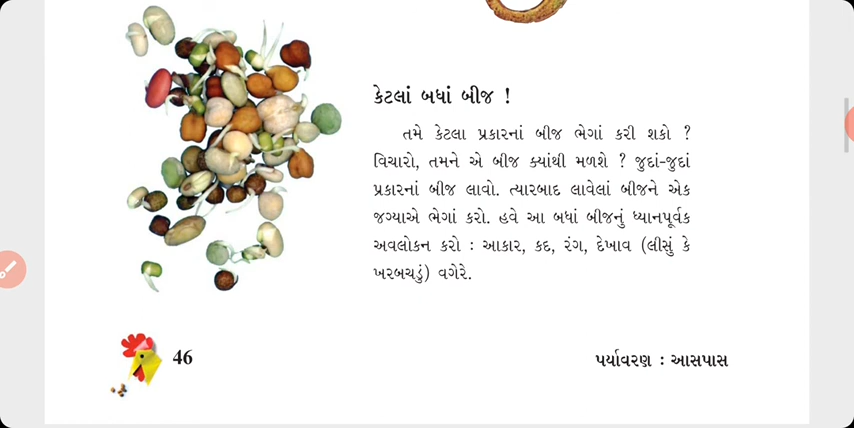 કેટલાં બધાં બીજ !
તમે કેટલા પ્રકારનાં બીજ ભેગાં કરી શકો ?
વિચારો, તમને એ બીજ ક્યાંથી મળશે ? જુદાં-જુદાં
પ્રકારનાં બીજ લાવો. ત્યારબાદ લાવેલાં બીજને એક
જગ્યાએ ભેગાં કરો. હવે આ બધાં બીજનું ધ્યાનપૂર્વક
અવલોકન કરો : આકાર, કદ, રંગ, દેખાવ (લીસું કે
ખરબચડું) વગેરે.
46
પર્યાવરણ : આસપાસ